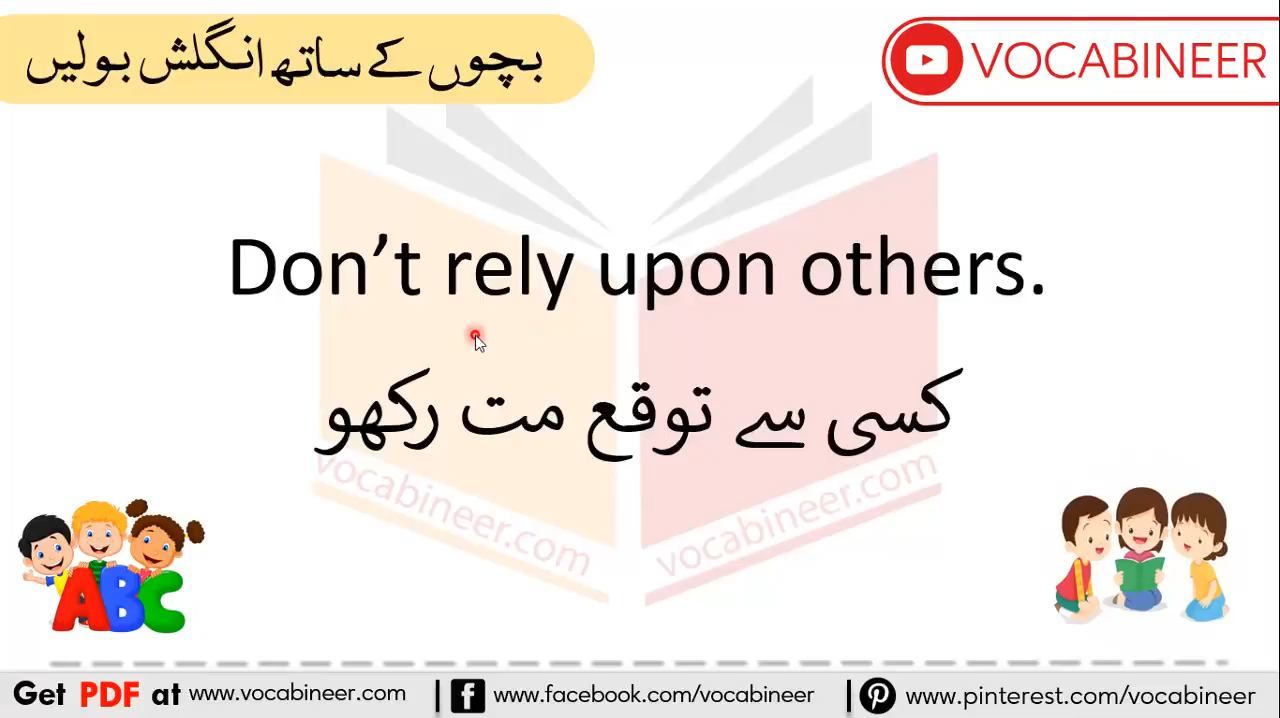 بچوں کے ساتھ انگلش بولیں
VOCABINEER
Don’t rely upon others.
کسی سے توقع مت رکھو
vocabineer.com vocabineer.com
ABC
Get PDF at www.vocabineer.com www.facebook.com/vocabineer www.pinterest.com/vocabineer